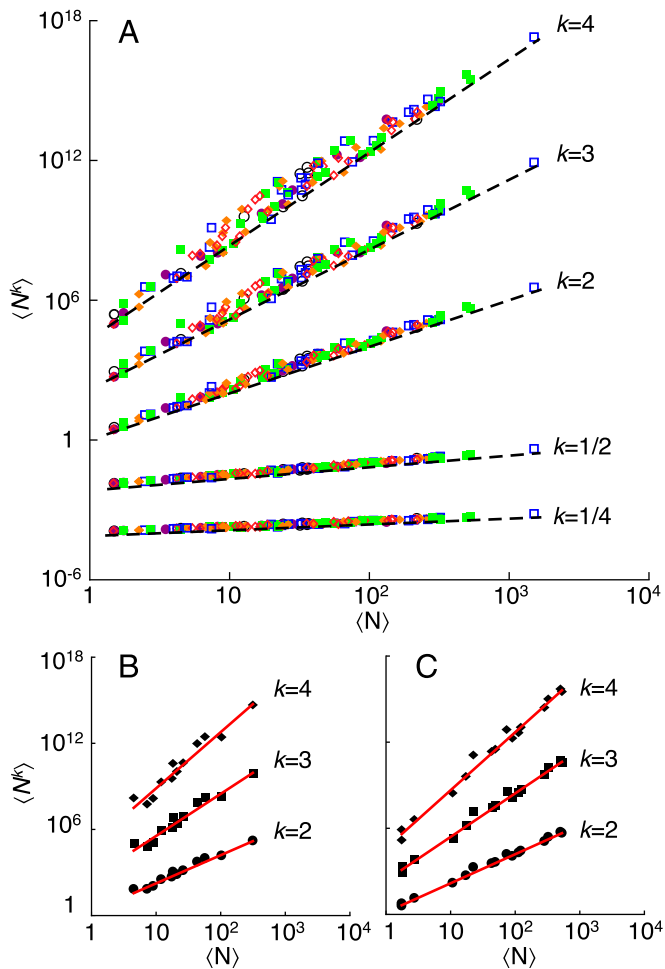 A
10¹⁸
10¹²
10⁶
1
10⁻⁶
⟨Nᵏ⟩
k=4
k=3
k=2
k=1/2
k=1/4
1 10 10² 10³ 10⁴
⟨N⟩
B
10¹⁸
10¹²
10⁶
1
⟨Nᵏ⟩
k=4
k=3
k=2
1 10 10² 10³ 10⁴
⟨N⟩
C
k=4
k=3
k=2
1 10 10² 10³ 10⁴
⟨N⟩